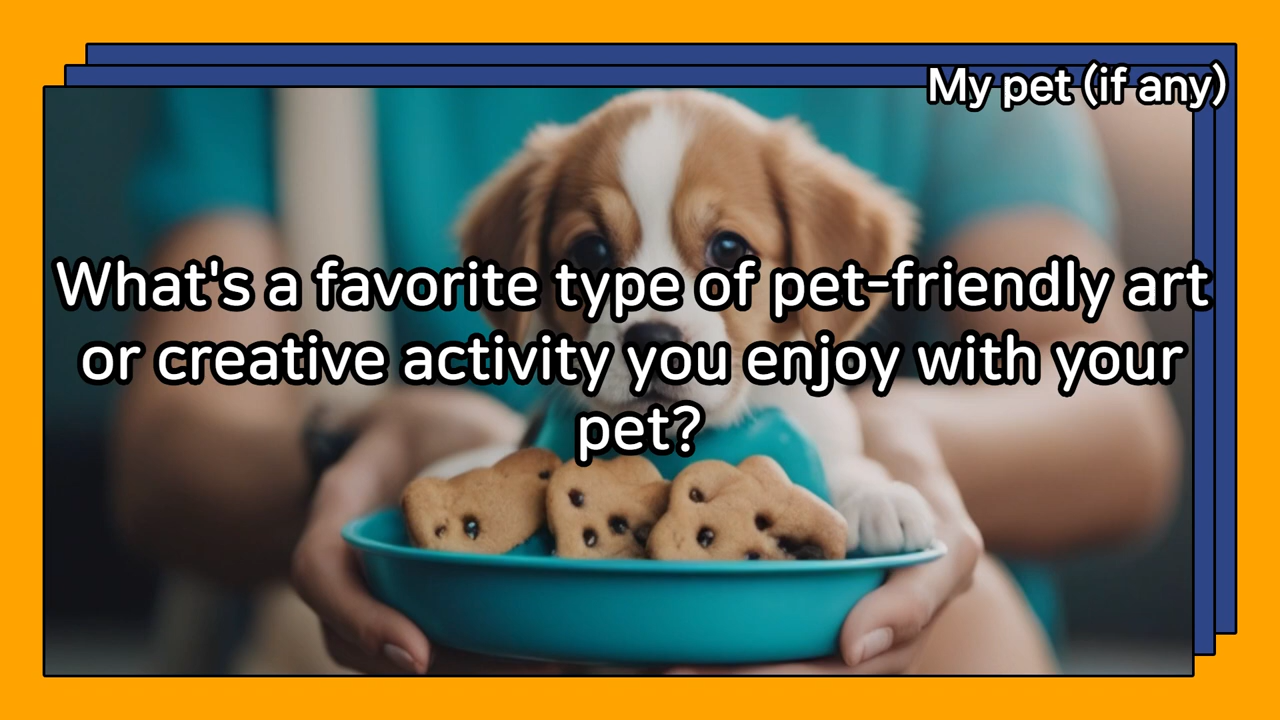 My pet (if any)
What's a favorite type of pet-friendly art
or creative activity you enjoy with your
pet?